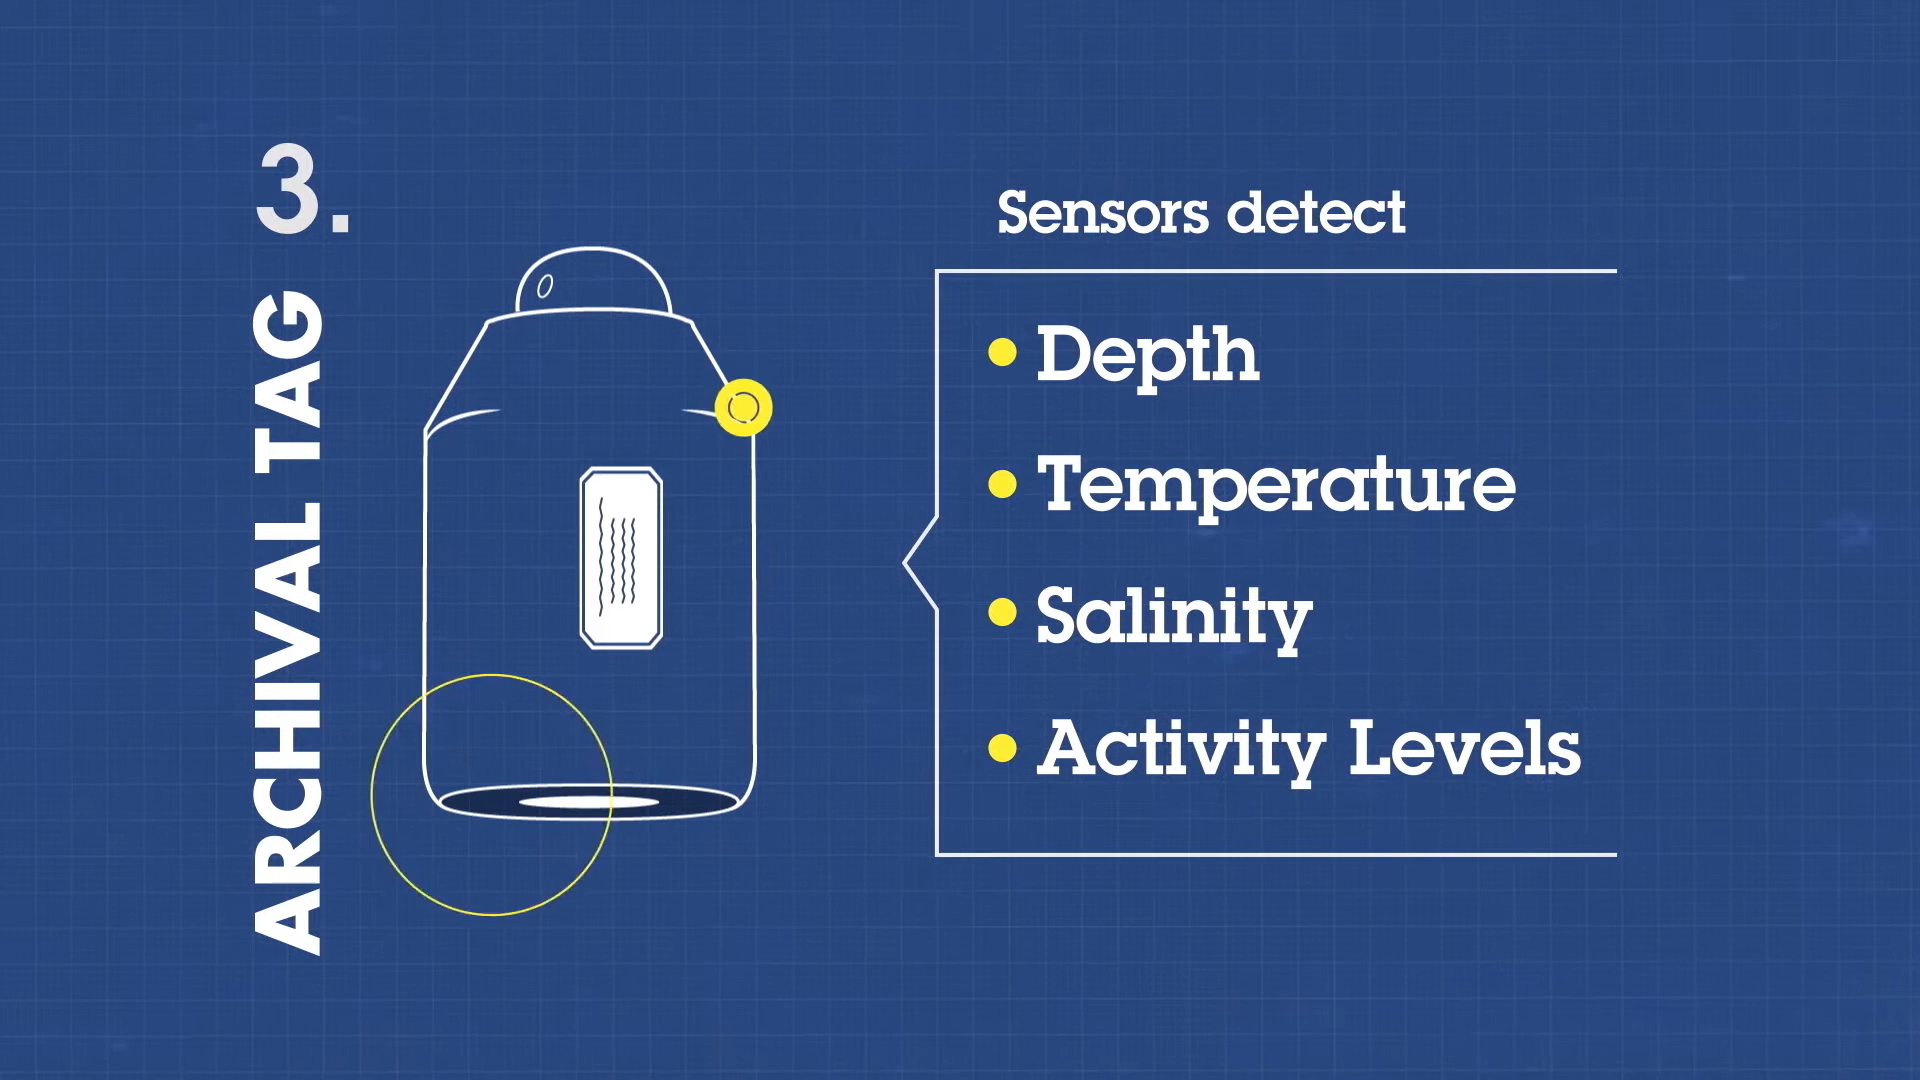 3.
ARCHIVAL TAG
Sensors detect
• Depth
• Temperature
• Salinity
• Activity Levels